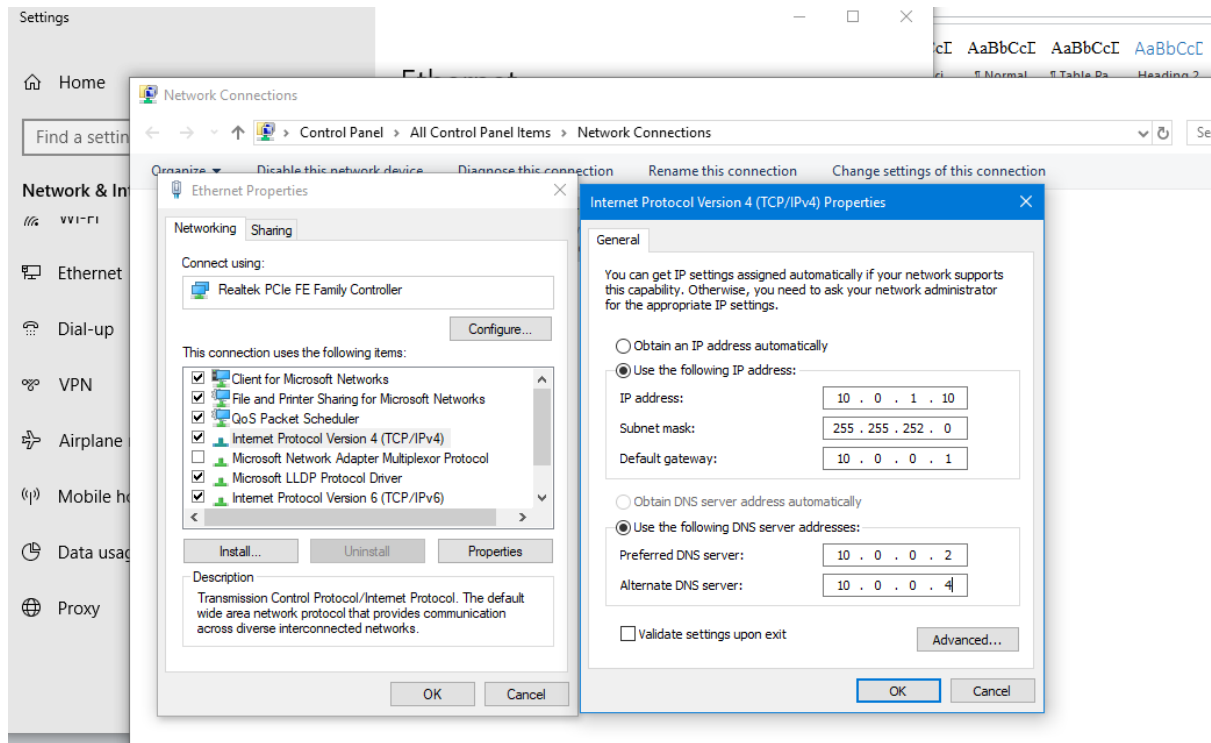 Settings
Home
Find a settin
Network & In
Wi-Fi
Ethernet
Dial-up
VPN
Airplane
Mobile ho
Data usag
Proxy
Ethernet
AaBbCcI AaBbCcI AaBbCcD
¶ Normal ¶ Table Pa... Heading 2
Network Connections
Control Panel > All Control Panel Items > Network Connections
Se
Organize Disable this network device Diagnose this connection Rename this connection Change settings of this connection
Ethernet Properties
Networking Sharing
Connect using:
Realtek PCIe FE Family Controller
Configure...
This connection uses the following items:
Client for Microsoft Networks
File and Printer Sharing for Microsoft Networks
QoS Packet Scheduler
Internet Protocol Version 4 (TCP/IPv4)
Microsoft Network Adapter Multiplexor Protocol
Microsoft LLDP Protocol Driver
Internet Protocol Version 6 (TCP/IPv6)
Install... Uninstall Properties
Description
Transmission Control Protocol/Internet Protocol. The default
wide area network protocol that provides communication
across diverse interconnected networks.
OK Cancel
Internet Protocol Version 4 (TCP/IPv4) Properties
General
You can get IP settings assigned automatically if your network supports
this capability. Otherwise, you need to ask your network administrator
for the appropriate IP settings.
Obtain an IP address automatically
Use the following IP address:
IP address: 10 . 0 . 1 . 10
Subnet mask: 255 . 255 . 252 . 0
Default gateway: 10 . 0 . 0 . 1
Obtain DNS server address automatically
Use the following DNS server addresses:
Preferred DNS server: 10 . 0 . 0 . 2
Alternate DNS server: 10 . 0 . 0 . 4
Validate settings upon exit
Advanced...
OK Cancel